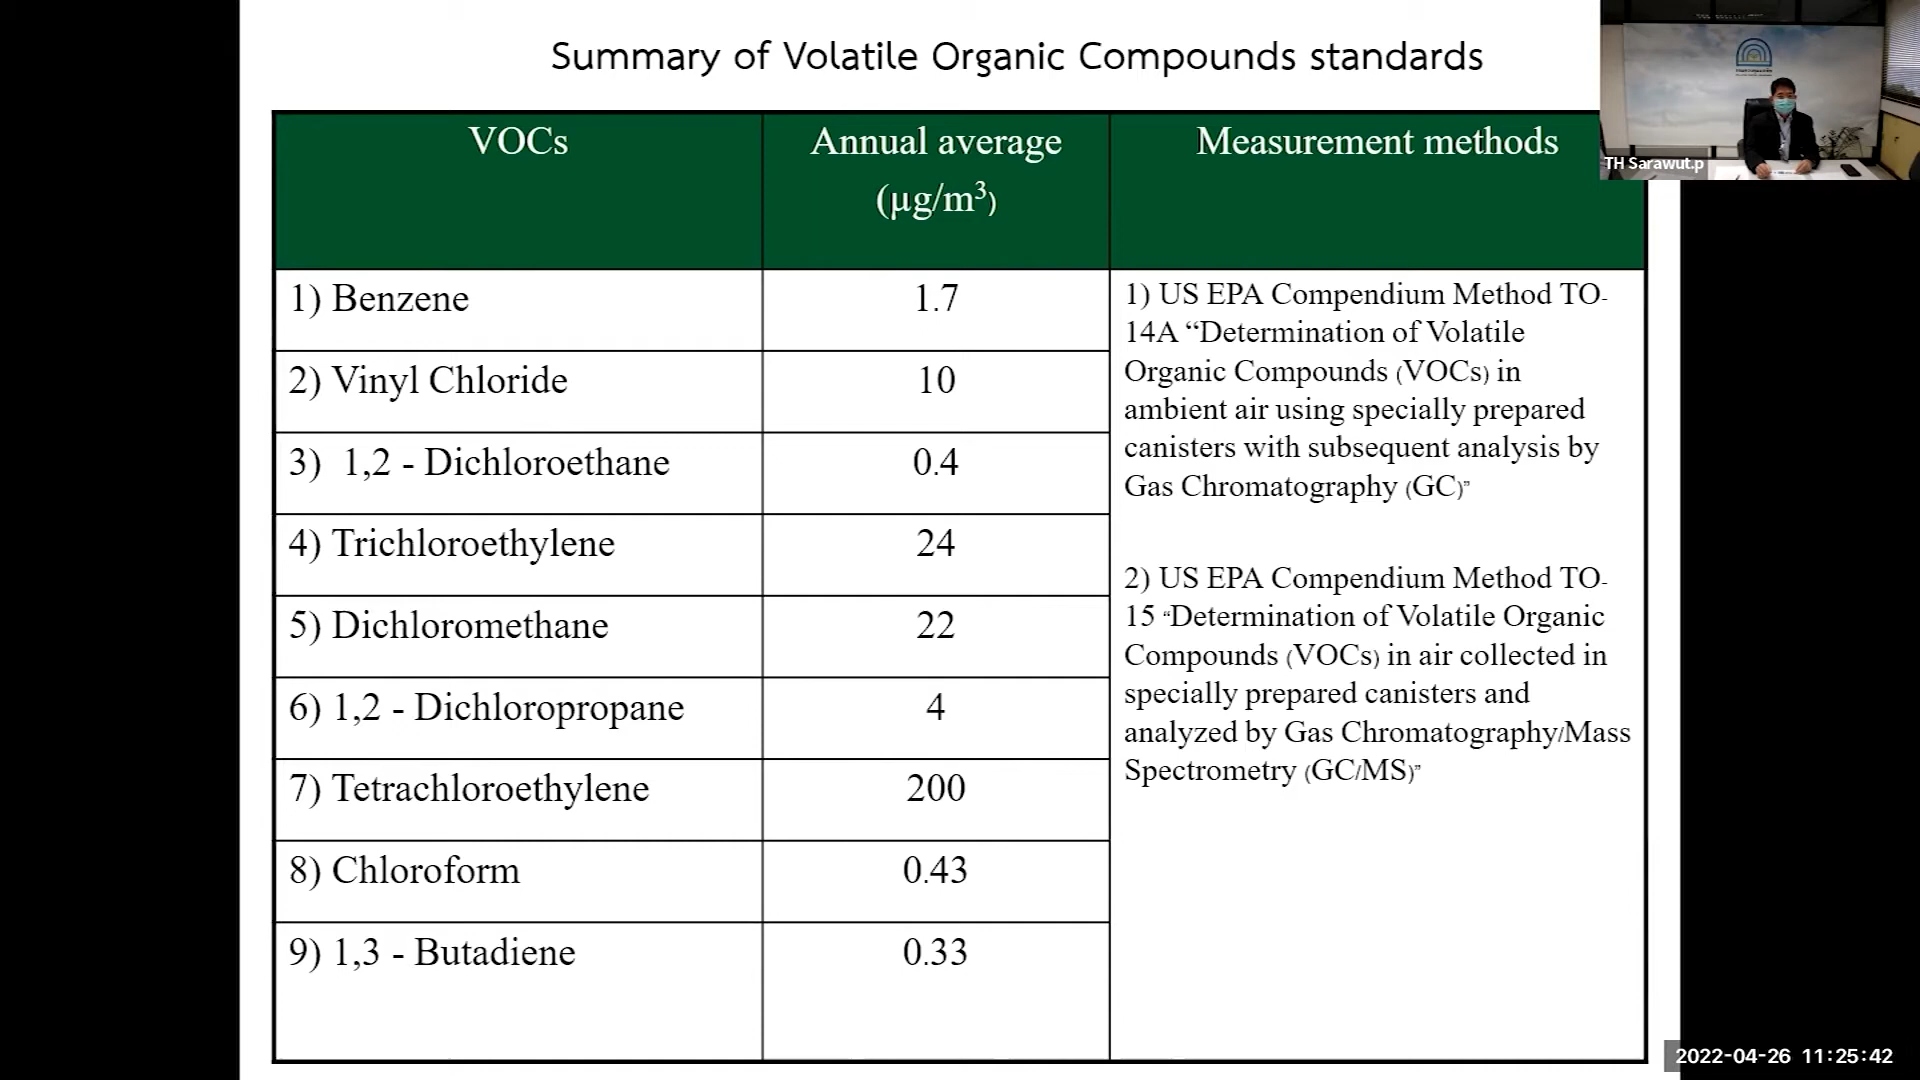 Summary of Volatile Organic Compounds standards
VOCs
Annual average
(µg/m³)
Measurement methods
1) Benzene
1.7
2) Vinyl Chloride
10
3) 1,2 - Dichloroethane
0.4
4) Trichloroethylene
24
5) Dichloromethane
22
6) 1,2 - Dichloropropane
4
7) Tetrachloroethylene
200
8) Chloroform
0.43
9) 1,3 - Butadiene
0.33
1) US EPA Compendium Method TO-
14A “Determination of Volatile
Organic Compounds (VOCs) in
ambient air using specially prepared
canisters with subsequent analysis by
Gas Chromatography (GC)”
2) US EPA Compendium Method TO-
15 “Determination of Volatile Organic
Compounds (VOCs) in air collected in
specially prepared canisters and
analyzed by Gas Chromatography/Mass
Spectrometry (GC/MS)”
TH Sarawut.p
2022-04-26 11:25:42